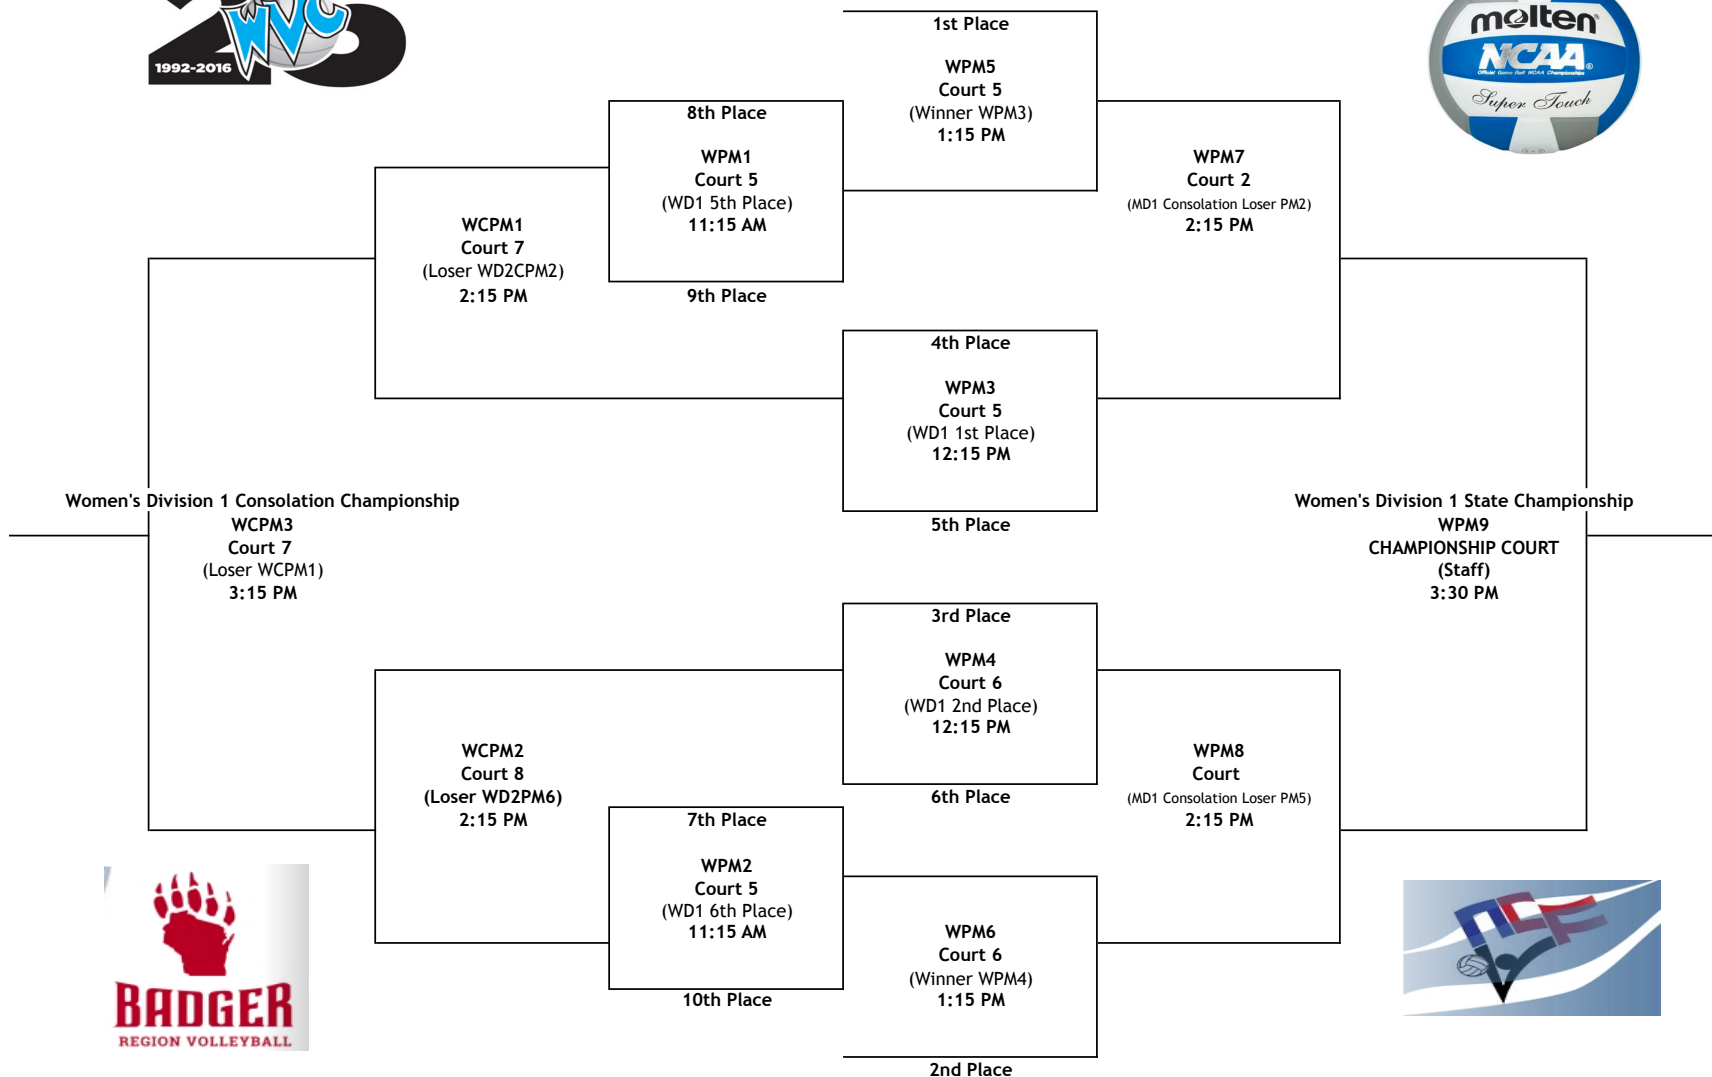 WVC
1992-2016
molten
NCAA
Official Game Ball NCAA Championships
Super Touch
1st Place
WPM5
Court 5
(Winner WPM3)
1:15 PM
8th Place
WPM1
Court 5
(WD1 5th Place)
11:15 AM
9th Place
WPM7
Court 2
(MD1 Consolation Loser PM2)
2:15 PM
WCPM1
Court 7
(Loser WD2CPM2)
2:15 PM
4th Place
WPM3
Court 5
(WD1 1st Place)
12:15 PM
5th Place
Women's Division 1 Consolation Championship
WCPM3
Court 7
(Loser WCPM1)
3:15 PM
Women's Division 1 State Championship
WPM9
CHAMPIONSHIP COURT
(Staff)
3:30 PM
3rd Place
WPM4
Court 6
(WD1 2nd Place)
12:15 PM
6th Place
WCPM2
Court 8
(Loser WD2PM6)
2:15 PM
WPM8
Court
(MD1 Consolation Loser PM5)
2:15 PM
7th Place
WPM2
Court 5
(WD1 6th Place)
11:15 AM
10th Place
WPM6
Court 6
(Winner WPM4)
1:15 PM
2nd Place
BADGER
REGION VOLLEYBALL